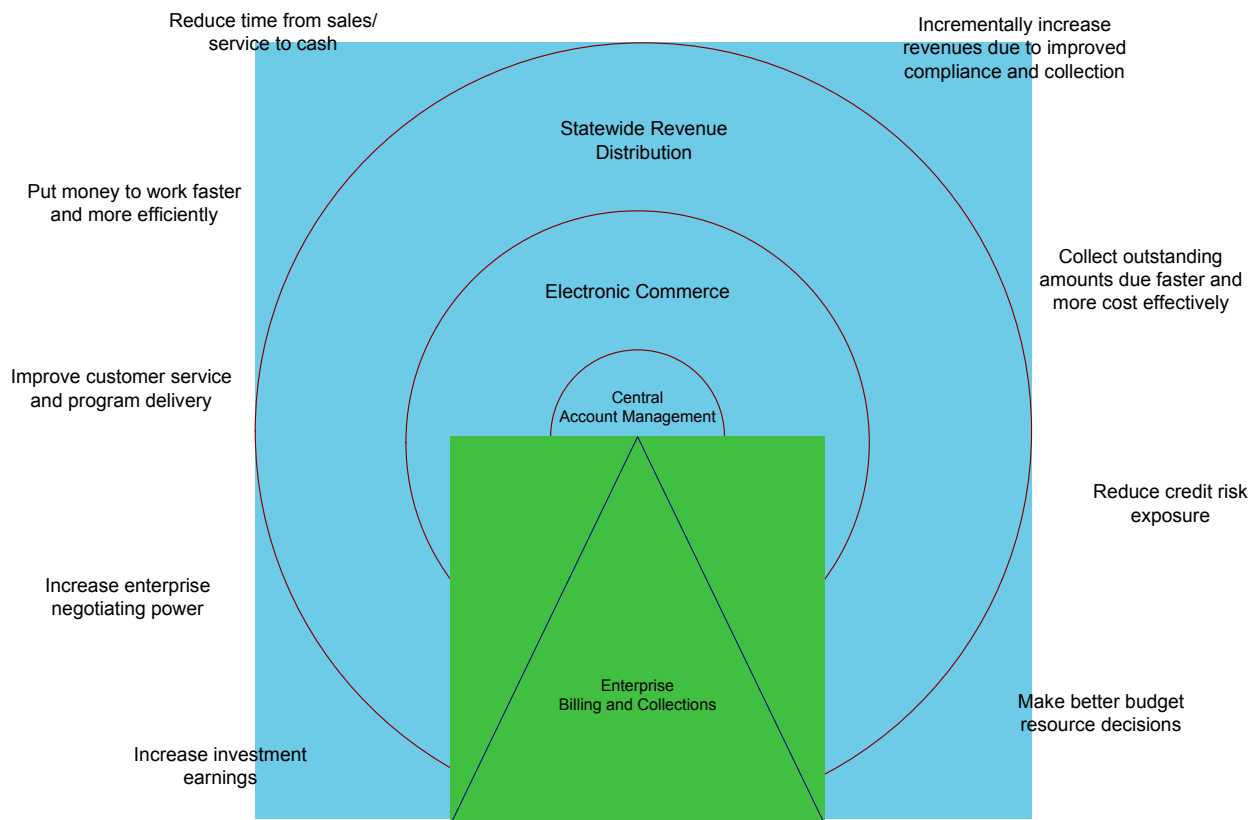 Reduce time from sales/
service to cash
Incrementally increase
revenues due to improved
compliance and collection
Statewide Revenue
Distribution
Put money to work faster
and more efficiently
Collect outstanding
amounts due faster and
more cost effectively
Electronic Commerce
Improve customer service
and program delivery
Central
Account Management
Reduce credit risk
exposure
Increase enterprise
negotiating power
Enterprise
Billing and Collections
Make better budget
resource decisions
Increase investment
earnings